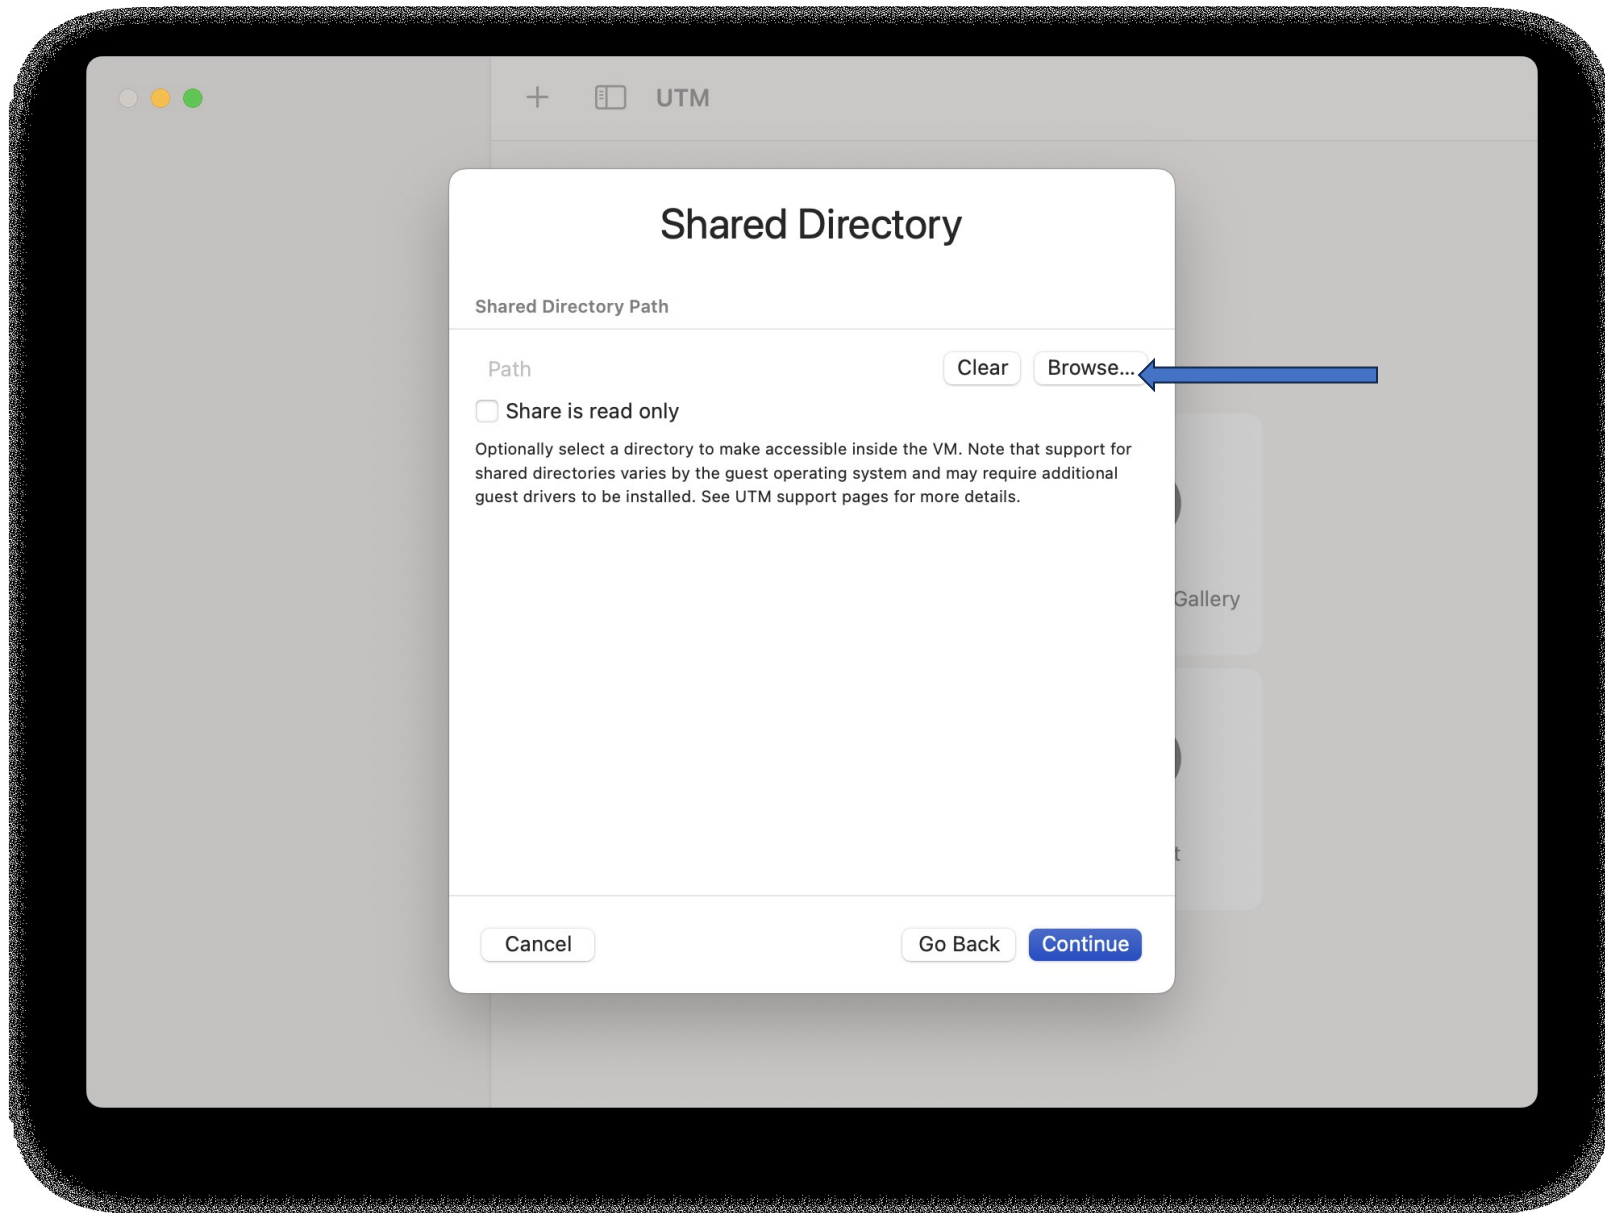 UTM
Shared Directory
Shared Directory Path
Path
Clear
Browse...
Share is read only
Optionally select a directory to make accessible inside the VM. Note that support for
shared directories varies by the guest operating system and may require additional
guest drivers to be installed. See UTM support pages for more details.
Gallery
t
Cancel
Go Back
Continue